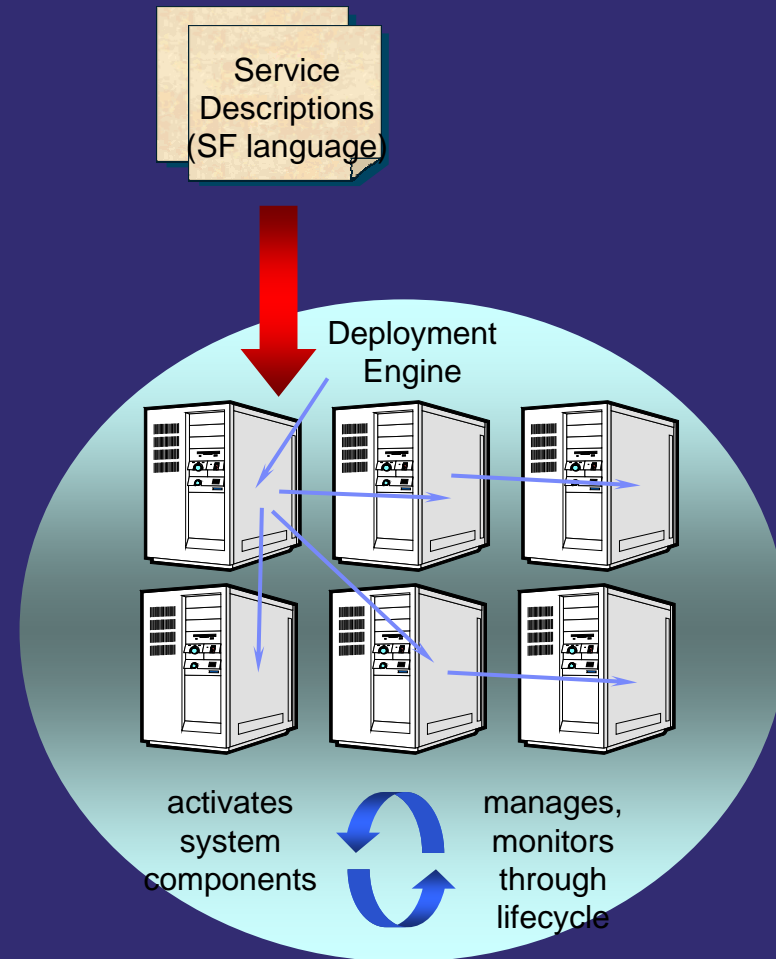 Service
Descriptions
(SF language)
Deployment
Engine
activates
system
components
manages,
monitors
through
lifecycle